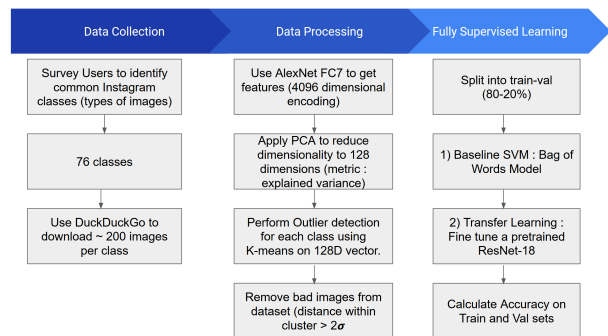 Data Collection
Data Processing
Fully Supervised Learning
Survey Users to identify
common Instagram
classes (types of images)
76 classes
Use DuckDuckGo to
download ~ 200 images
per class
Use AlexNet FC7 to get
features (4096 dimensional
encoding)
Apply PCA to reduce
dimensionality to 128
dimensions (metric :
explained variance)
Perform Outlier detection
for each class using
K-means on 128D vector.
Remove bad images from
dataset (distance within
cluster > 2σ
Split into train-val
(80-20%)
1) Baseline SVM : Bag of
Words Model
2) Transfer Learning :
Fine tune a pretrained
ResNet-18
Calculate Accuracy on
Train and Val sets